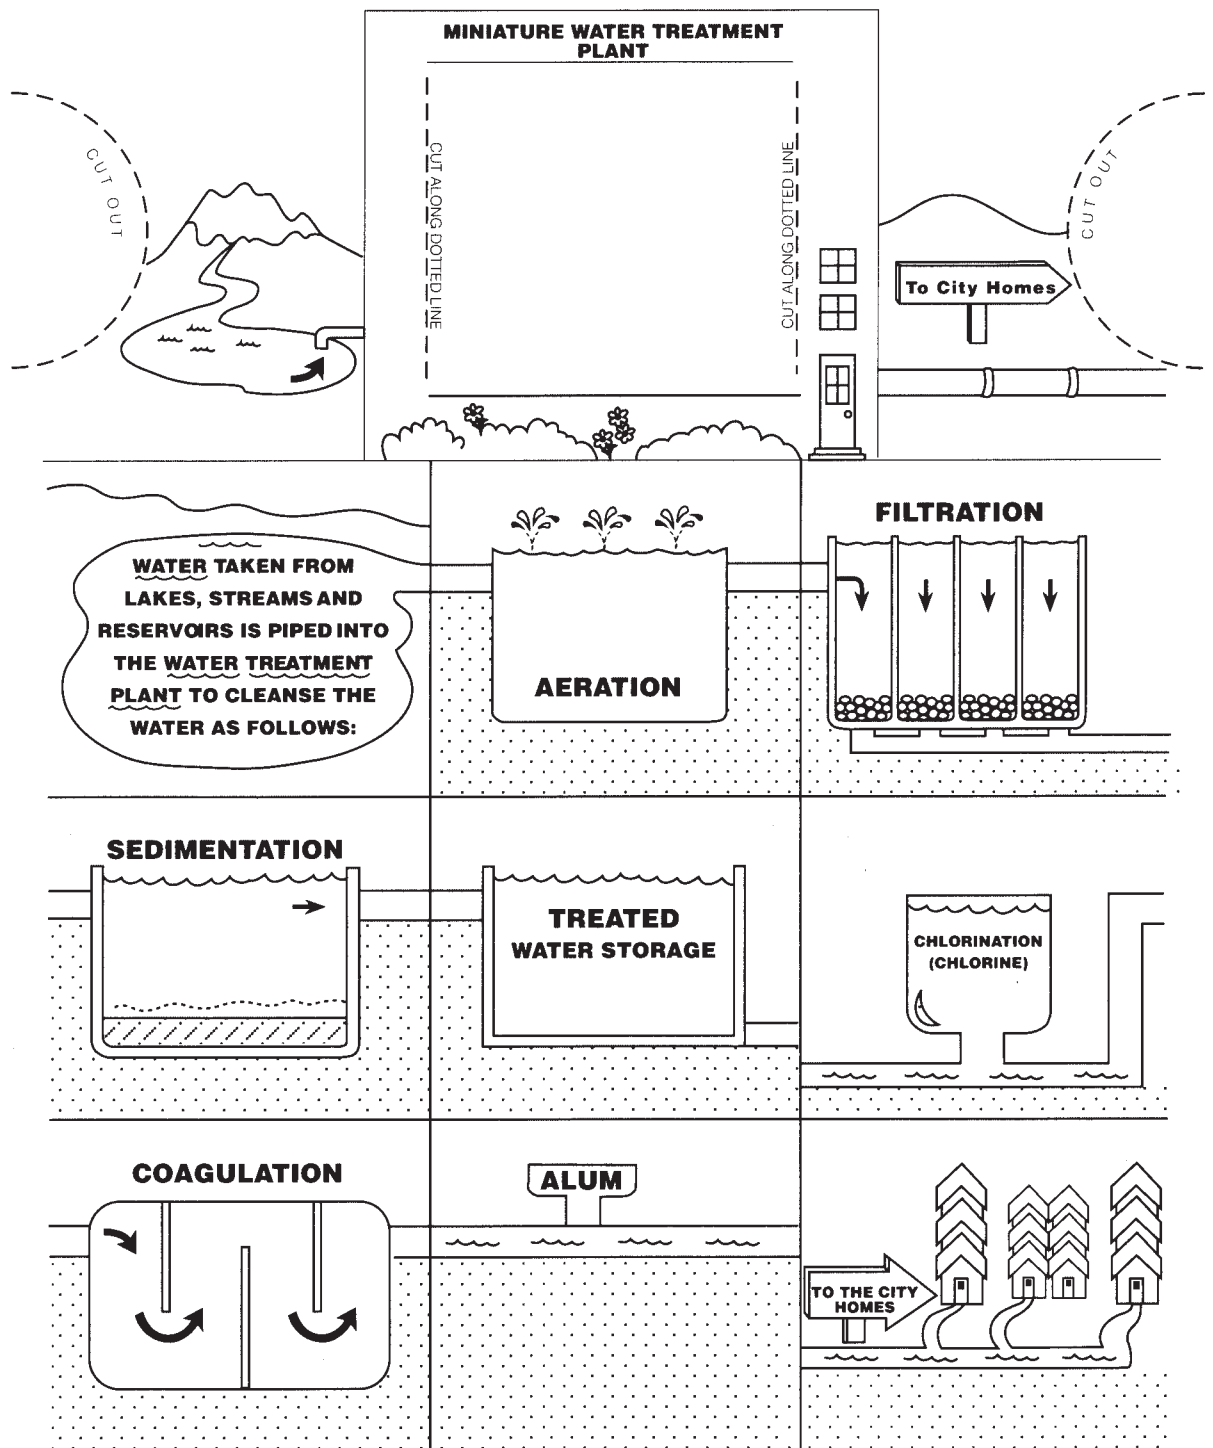 MINIATURE WATER TREATMENT
PLANT
CUT OUT
CUT ALONG DOTTED LINE
CUT ALONG DOTTED LINE
CUT OUT
To City Homes
WATER TAKEN FROM
LAKES, STREAMS AND
RESERVOIRS IS PIPED INTO
THE WATER TREATMENT
PLANT TO CLEANSE THE
WATER AS FOLLOWS:
AERATION
FILTRATION
SEDIMENTATION
TREATED
WATER STORAGE
CHLORINATION
(CHLORINE)
COAGULATION
ALUM
TO THE CITY
HOMES